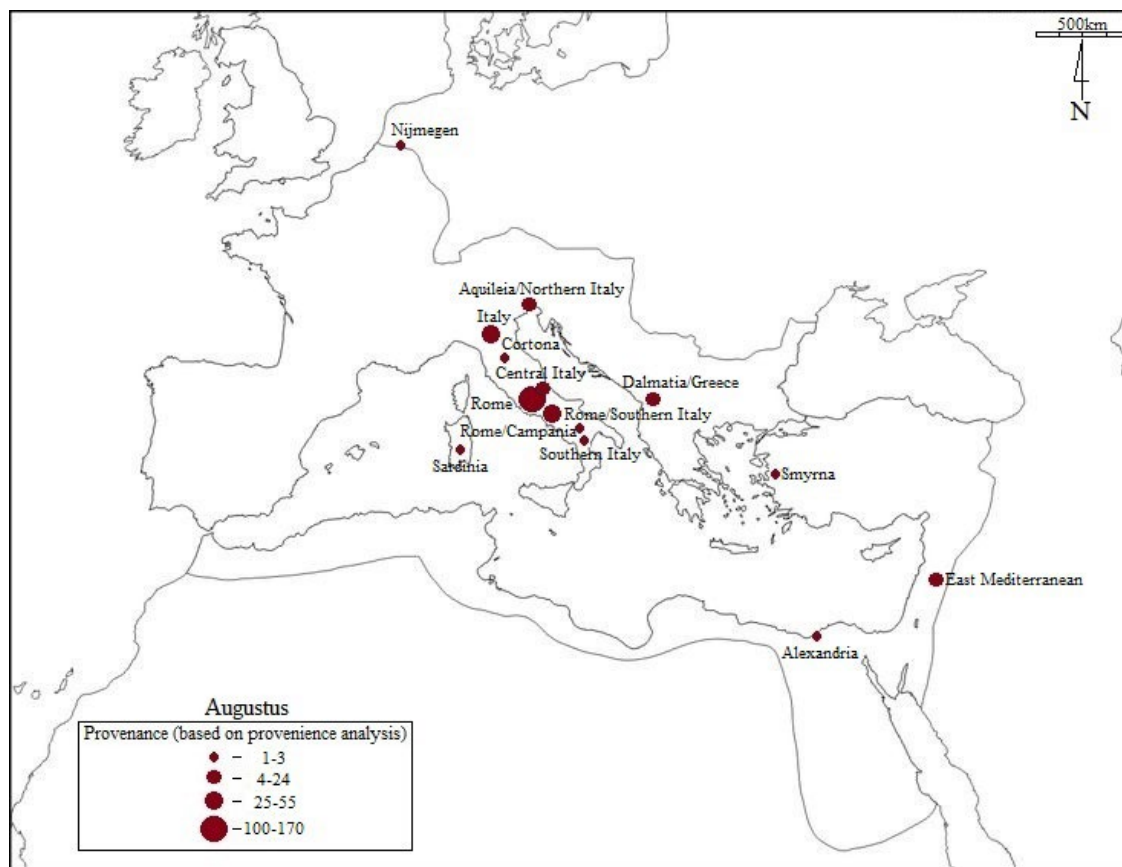 500km
N
Nijmegen
Aquileia/Northern Italy
Italy
Cortona
Central Italy
Dalmatia/Greece
Rome
Rome/Southern Italy
Rome/Campania
Southern Italy
Sardinia
Smyrna
East Mediterranean
Alexandria
Augustus
Provenance (based on provenience analysis)
– 1-3
– 4-24
– 25-55
–100-170